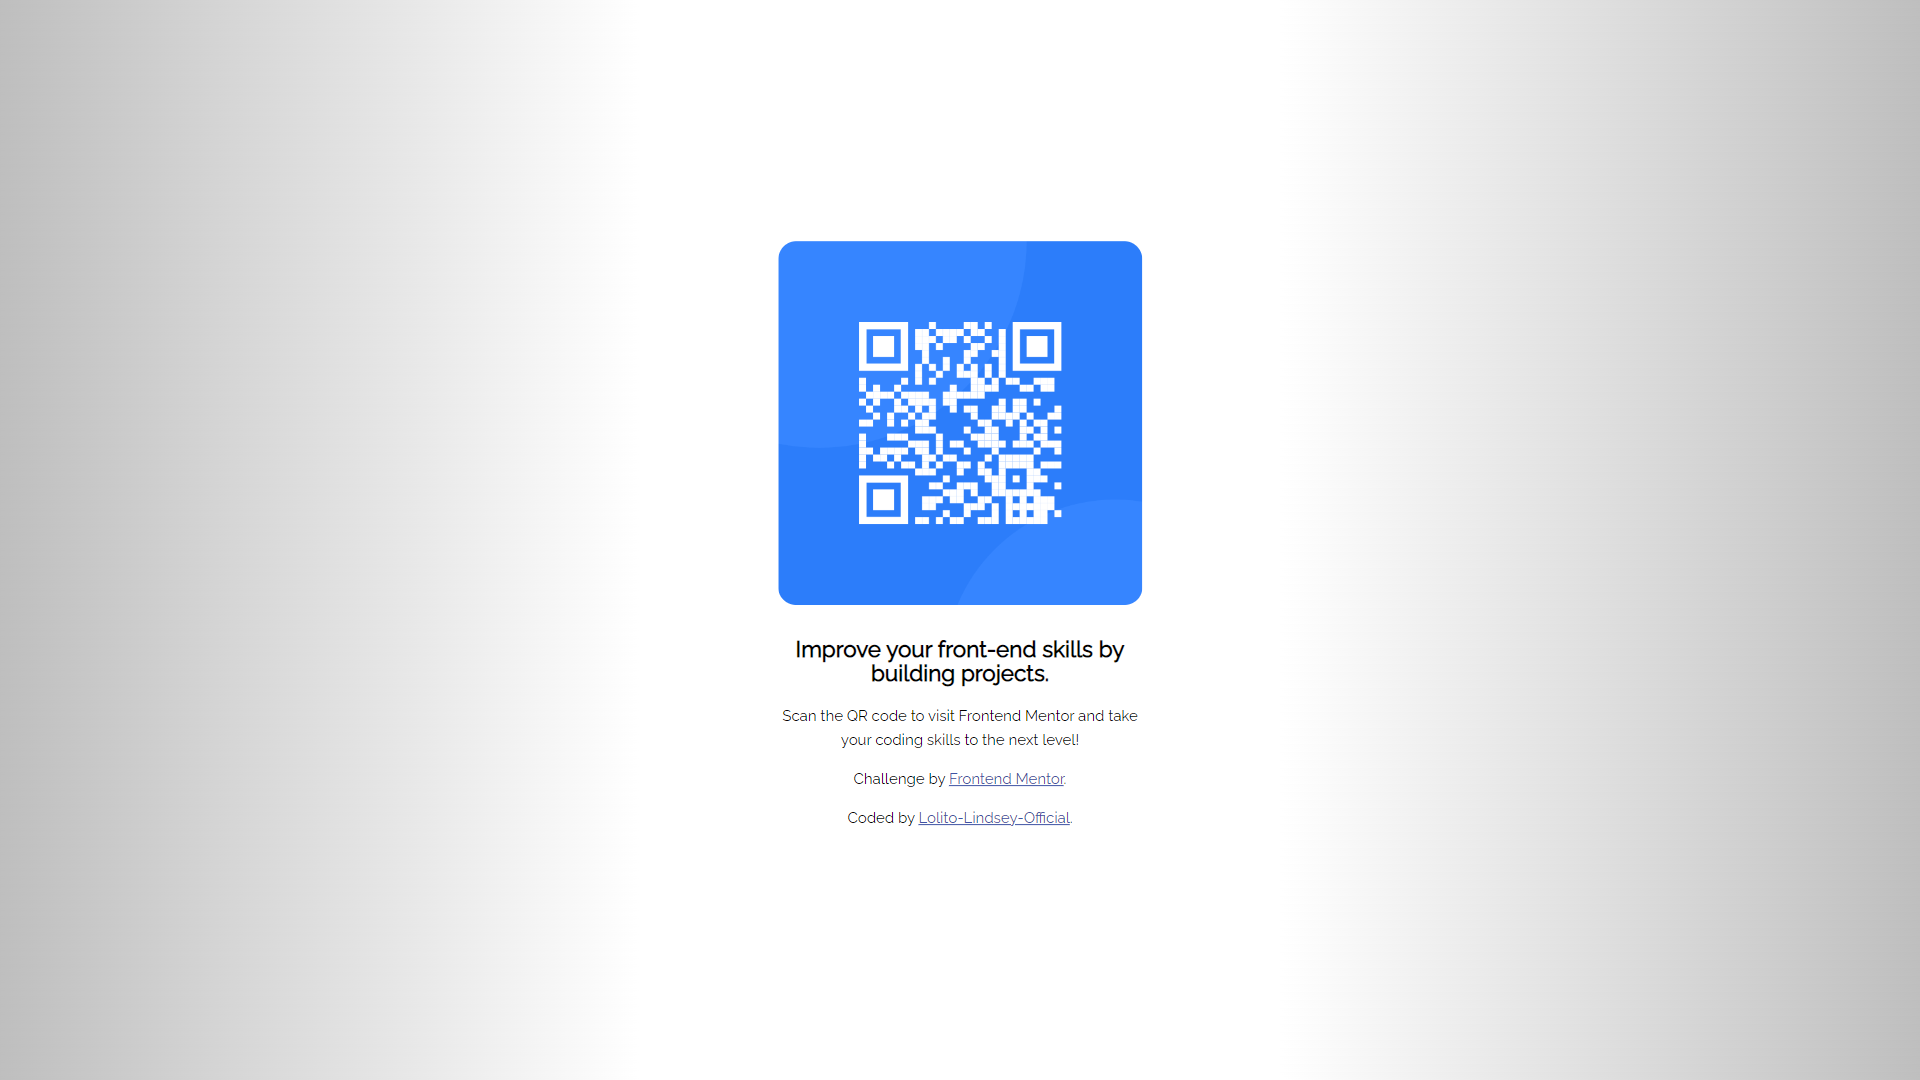 Improve your front-end skills by
building projects.
Scan the QR code to visit Frontend Mentor and take
your coding skills to the next level!
Challenge by Frontend Mentor.
Coded by Lolito-Lindsey-Official.